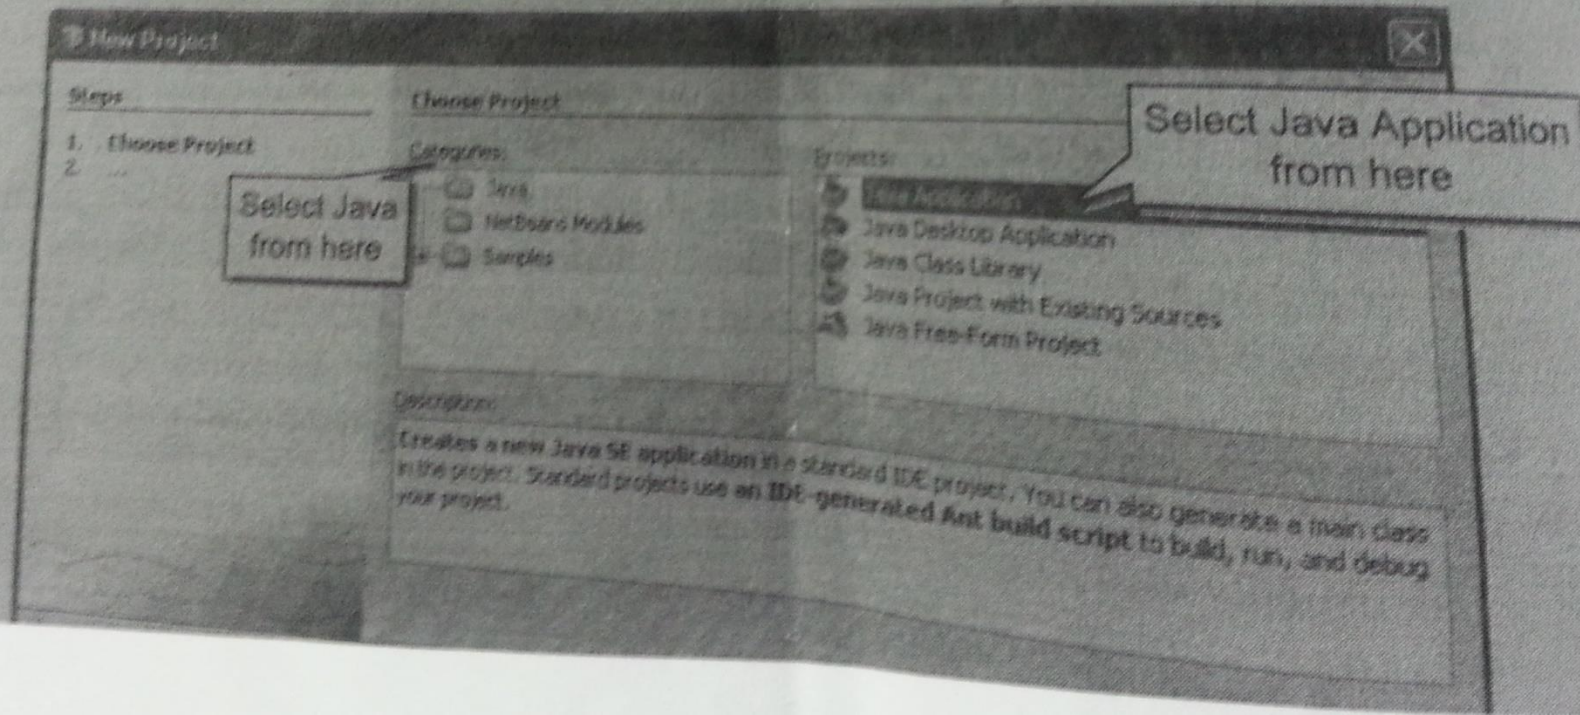 New Project
Steps
Choose Project
1. Choose Project
2. ...
Categories:
Projects:
Select Java Application
from here
Select Java
from here
Java
NetBeans Modules
Samples
Java Application
Java Desktop Application
Java Class Library
Java Project with Existing Sources
Java Free-Form Project
Description:
Creates a new Java SE application in a standard IDE project. You can also generate a main class
in the project. Standard projects use an IDE-generated Ant build script to build, run, and debug
your project.